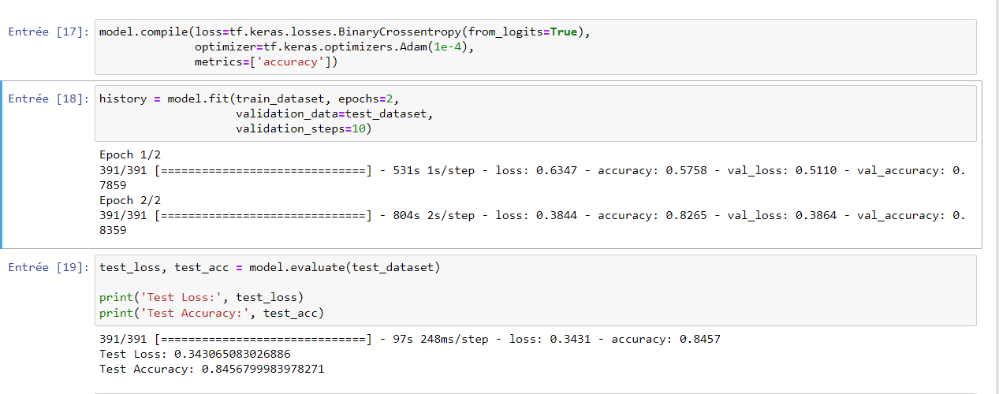 Entrée [17]: model.compile(loss=tf.keras.losses.BinaryCrossentropy(from_logits=True),
optimizer=tf.keras.optimizers.Adam(1e-4),
metrics=['accuracy'])
Entrée [18]: history = model.fit(train_dataset, epochs=2,
validation_data=test_dataset,
validation_steps=10)
Epoch 1/2
391/391 [==============================] - 531s 1s/step - loss: 0.6347 - accuracy: 0.5758 - val_loss: 0.5110 - val_accuracy: 0.
7859
Epoch 2/2
391/391 [==============================] - 804s 2s/step - loss: 0.3844 - accuracy: 0.8265 - val_loss: 0.3864 - val_accuracy: 0.
8359
Entrée [19]: test_loss, test_acc = model.evaluate(test_dataset)
print('Test Loss:', test_loss)
print('Test Accuracy:', test_acc)
391/391 [==============================] - 97s 248ms/step - loss: 0.3431 - accuracy: 0.8457
Test Loss: 0.343065083026886
Test Accuracy: 0.8456799983978271